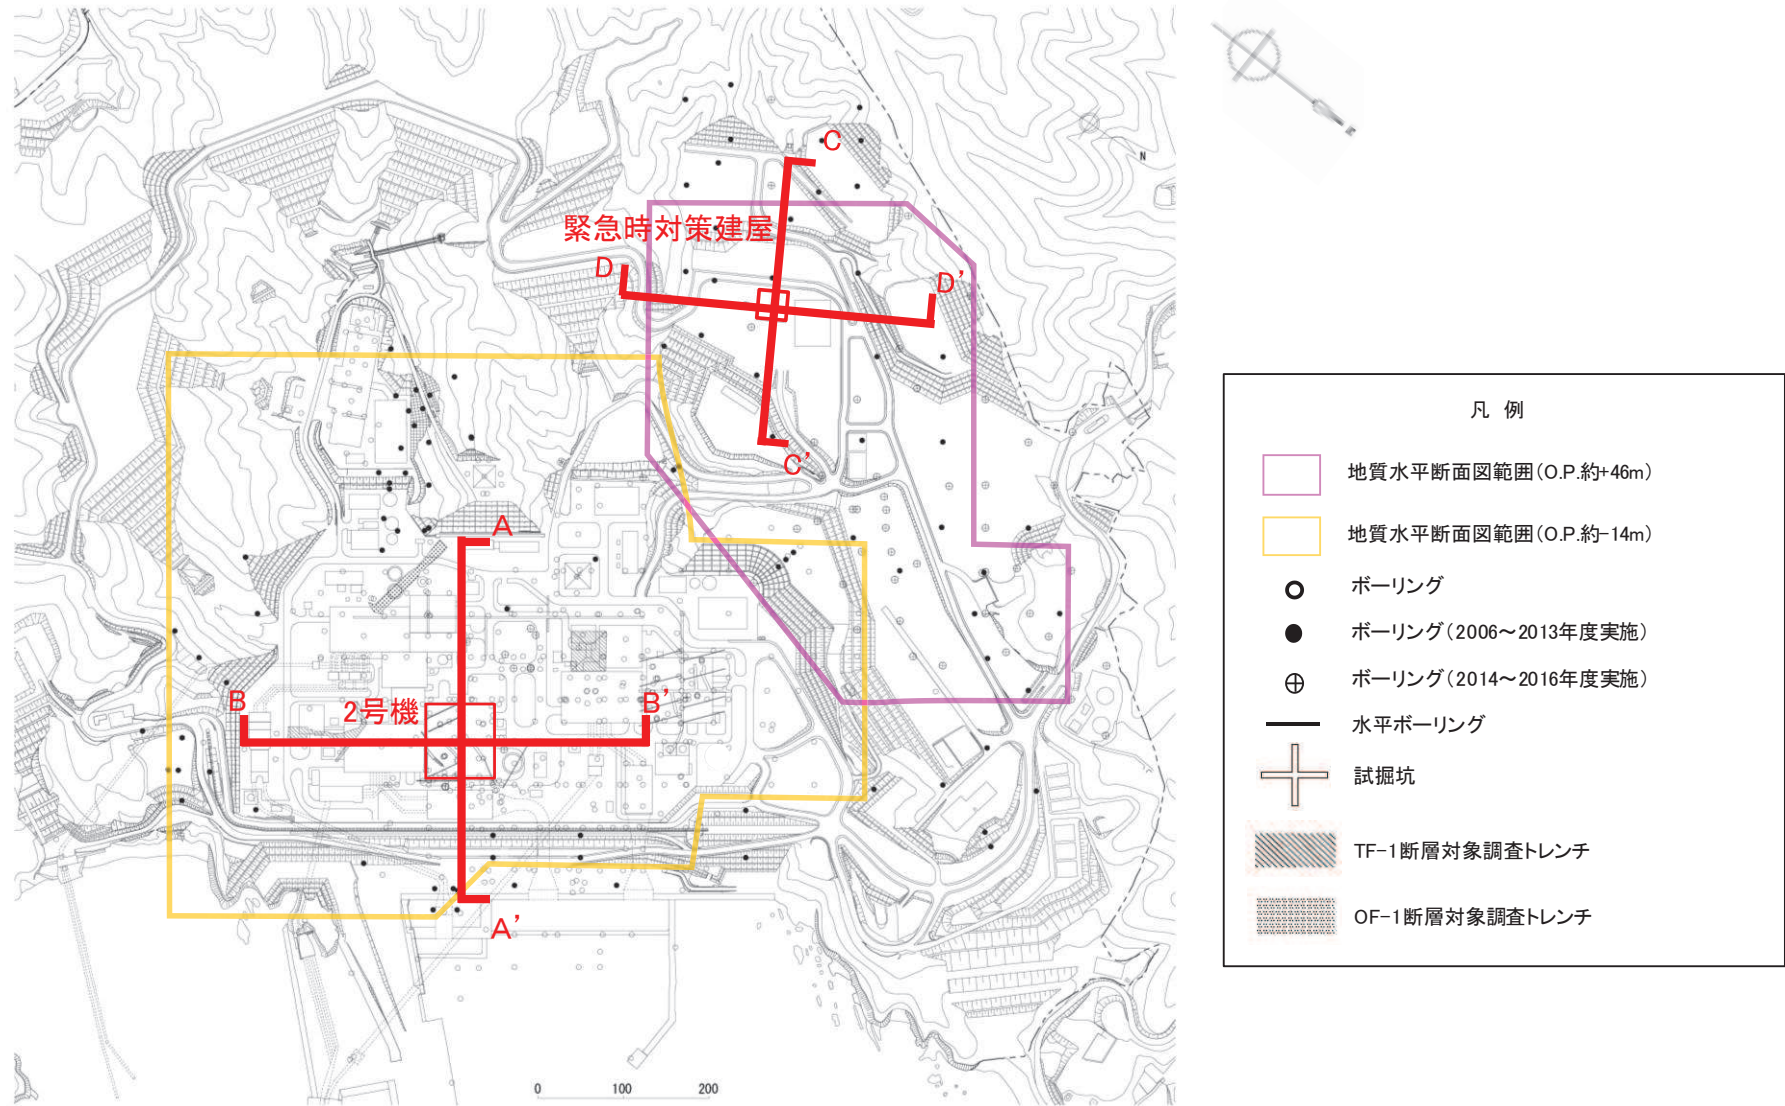 N
C
緊急時対策建屋
D
D'
C'
A
B
2号機
B'
A'
0 100 200
凡 例
地質水平断面図範囲(O.P.約+46m)
地質水平断面図範囲(O.P.約-14m)
ボーリング
ボーリング(2006～2013年度実施)
ボーリング(2014～2016年度実施)
水平ボーリング
試掘坑
TF-1断層対象調査トレンチ
OF-1断層対象調査トレンチ